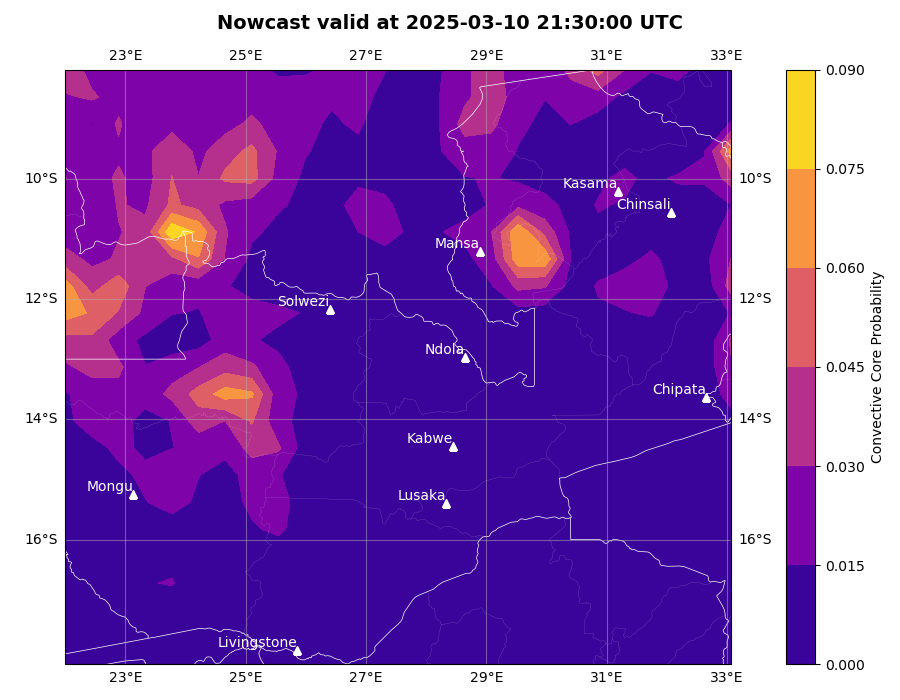 Nowcast valid at 2025-03-10 21:30:00 UTC
23°E 25°E 27°E 29°E 31°E 33°E
0.090
0.075
10°S Kasama 10°S
Chinsali
Mansa
0.060
12°S Solwezi 12°S
Ndola
0.045
Chipata
14°S 14°S
Kabwe
0.030
Mongu
Lusaka
16°S 16°S
0.015
Livingstone
0.000
23°E 25°E 27°E 29°E 31°E 33°E
Convective Core Probability